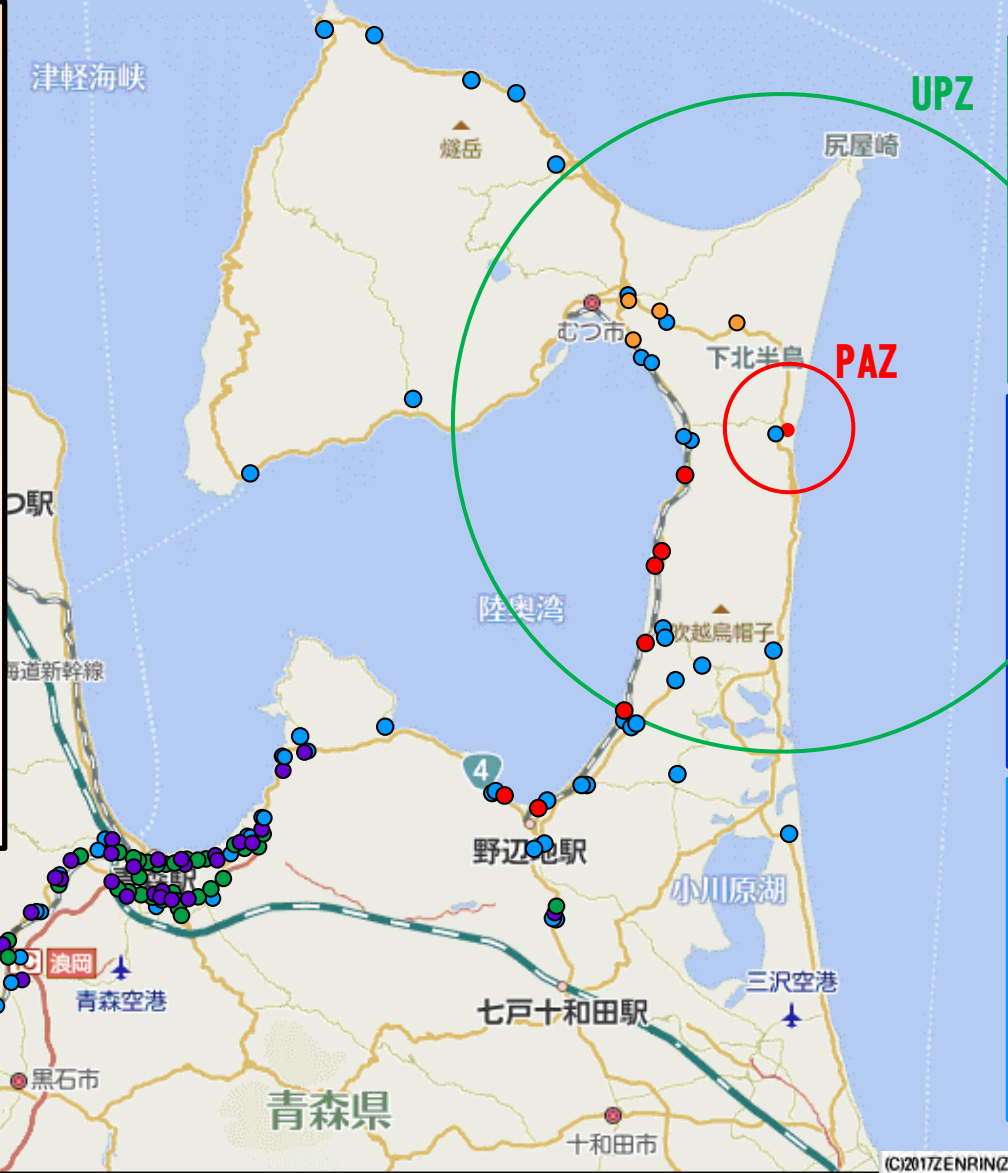 津軽海峡
UPZ
尻屋崎
燧岳
むつ市
下北半島
PAZ
つ駅
陸奥湾
吹越烏帽子
海道新幹線
4
野辺地駅
青森駅
小川原湖
C 浪岡
青森空港
三沢空港
七戸十和田駅
黒石市
青森県
十和田市
(C)2017ZENRIN(Z